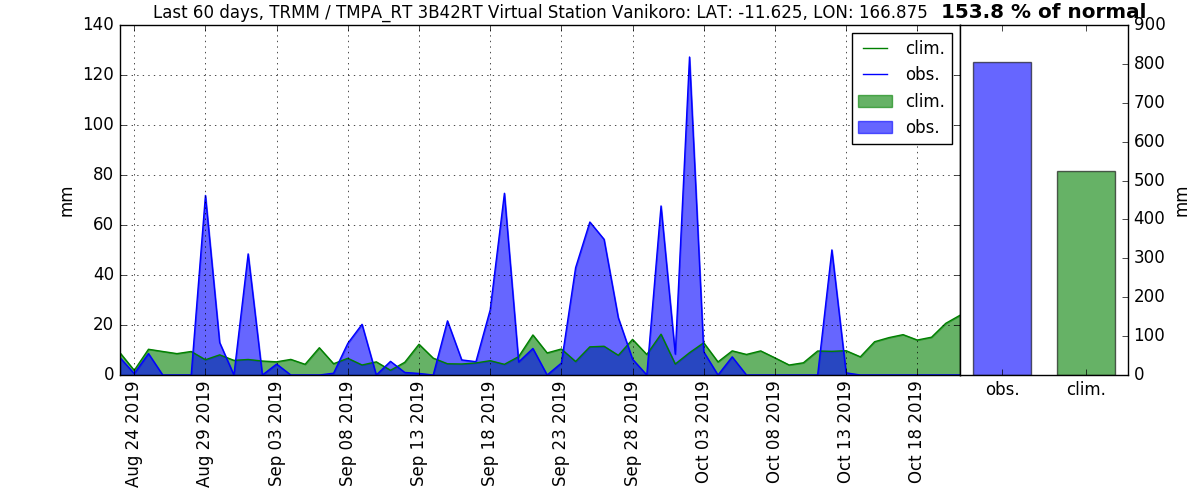 Last 60 days, TRMM / TMPA_RT 3B42RT Virtual Station Vanikoro: LAT: -11.625, LON: 166.875 153.8 % of normal
140
120
100
80
60
40
20
0
mm
clim.
obs.
clim.
obs.
Aug 24 2019
Aug 29 2019
Sep 03 2019
Sep 08 2019
Sep 13 2019
Sep 18 2019
Sep 23 2019
Sep 28 2019
Oct 03 2019
Oct 08 2019
Oct 13 2019
Oct 18 2019
900
800
700
600
500
400
300
200
100
0
mm
obs.
clim.